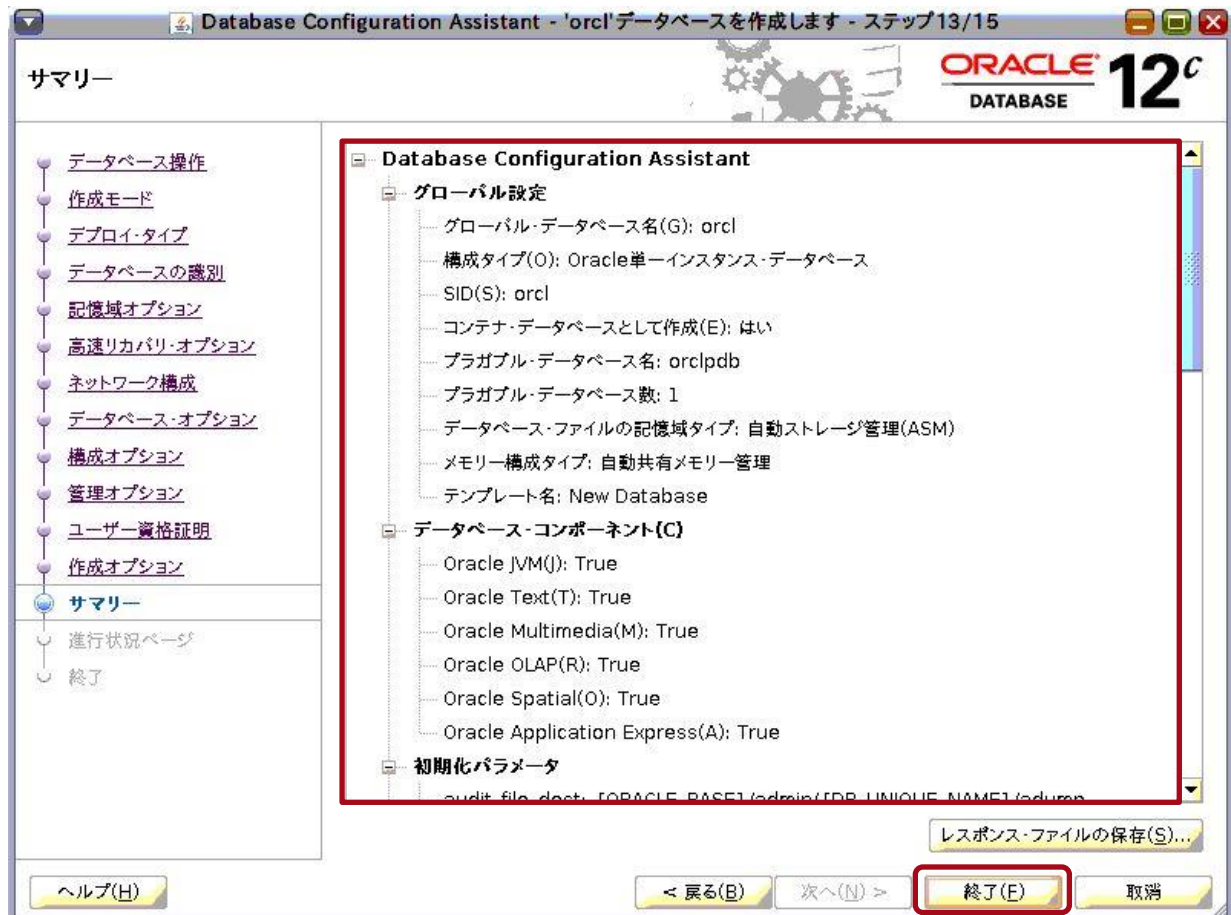 Database Configuration Assistant - 'orcl'データベースを作成します - ステップ13/15
サマリー
ORACLE
DATABASE
12c
データベース操作
作成モード
デプロイ・タイプ
データベースの識別
記憶域オプション
高速リカバリ・オプション
ネットワーク構成
データベース・オプション
構成オプション
管理オプション
ユーザー資格証明
作成オプション
サマリー
進行状況ページ
終了
Database Configuration Assistant
グローバル設定
グローバル・データベース名(G): orcl
構成タイプ(O): Oracle単一インスタンス・データベース
SID(S): orcl
コンテナ・データベースとして作成(E): はい
プラガブル・データベース名: orclpdb
プラガブル・データベース数: 1
データベース・ファイルの記憶域タイプ: 自動ストレージ管理(ASM)
メモリー構成タイプ: 自動共有メモリー管理
テンプレート名: New Database
データベース・コンポーネント(C)
Oracle JVM(J): True
Oracle Text(T): True
Oracle Multimedia(M): True
Oracle OLAP(R): True
Oracle Spatial(O): True
Oracle Application Express(A): True
初期化パラメータ
audit_file_dest: [ORACLE_BASE]/admin/[DB_UNIQUE_NAME]/adump
レスポンス・ファイルの保存(S)...
ヘルプ(H)
< 戻る(B)
次へ(N) >
終了(F)
取消